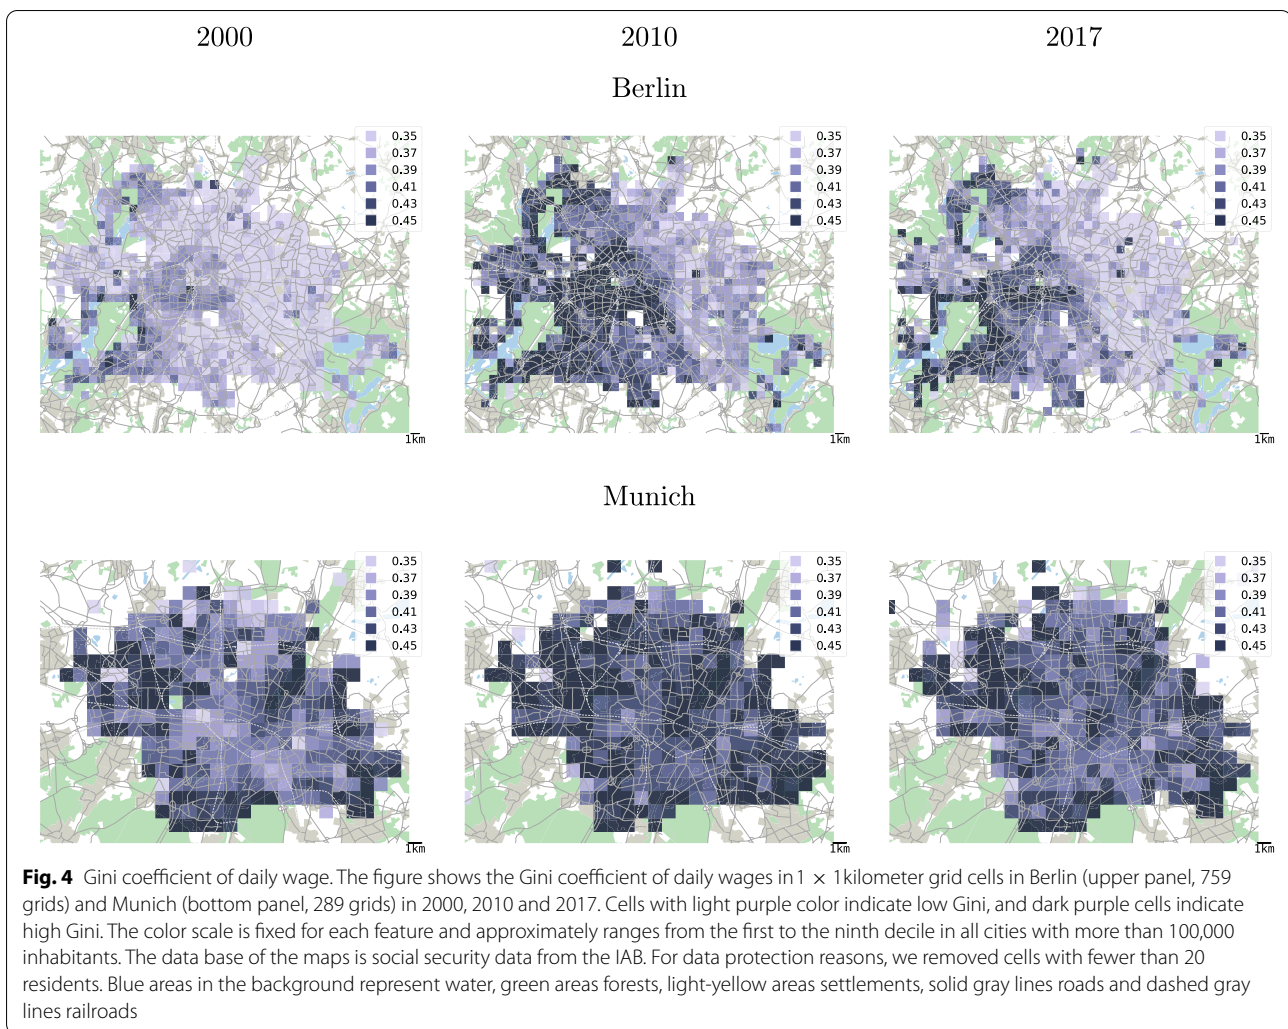 2000 2010 2017
Berlin
0.35 0.35 0.35
0.37 0.37 0.37
0.39 0.39 0.39
0.41 0.41 0.41
0.43 0.43 0.43
0.45 0.45 0.45
1km 1km 1km
Munich
0.35 0.35 0.35
0.37 0.37 0.37
0.39 0.39 0.39
0.41 0.41 0.41
0.43 0.43 0.43
0.45 0.45 0.45
1km 1km 1km
Fig. 4 Gini coefficient of daily wage. The figure shows the Gini coefficient of daily wages in 1 × 1kilometer grid cells in Berlin (upper panel, 759
grids) and Munich (bottom panel, 289 grids) in 2000, 2010 and 2017. Cells with light purple color indicate low Gini, and dark purple cells indicate
high Gini. The color scale is fixed for each feature and approximately ranges from the first to the ninth decile in all cities with more than 100,000
inhabitants. The data base of the maps is social security data from the IAB. For data protection reasons, we removed cells with fewer than 20
residents. Blue areas in the background represent water, green areas forests, light-yellow areas settlements, solid gray lines roads and dashed gray
lines railroads